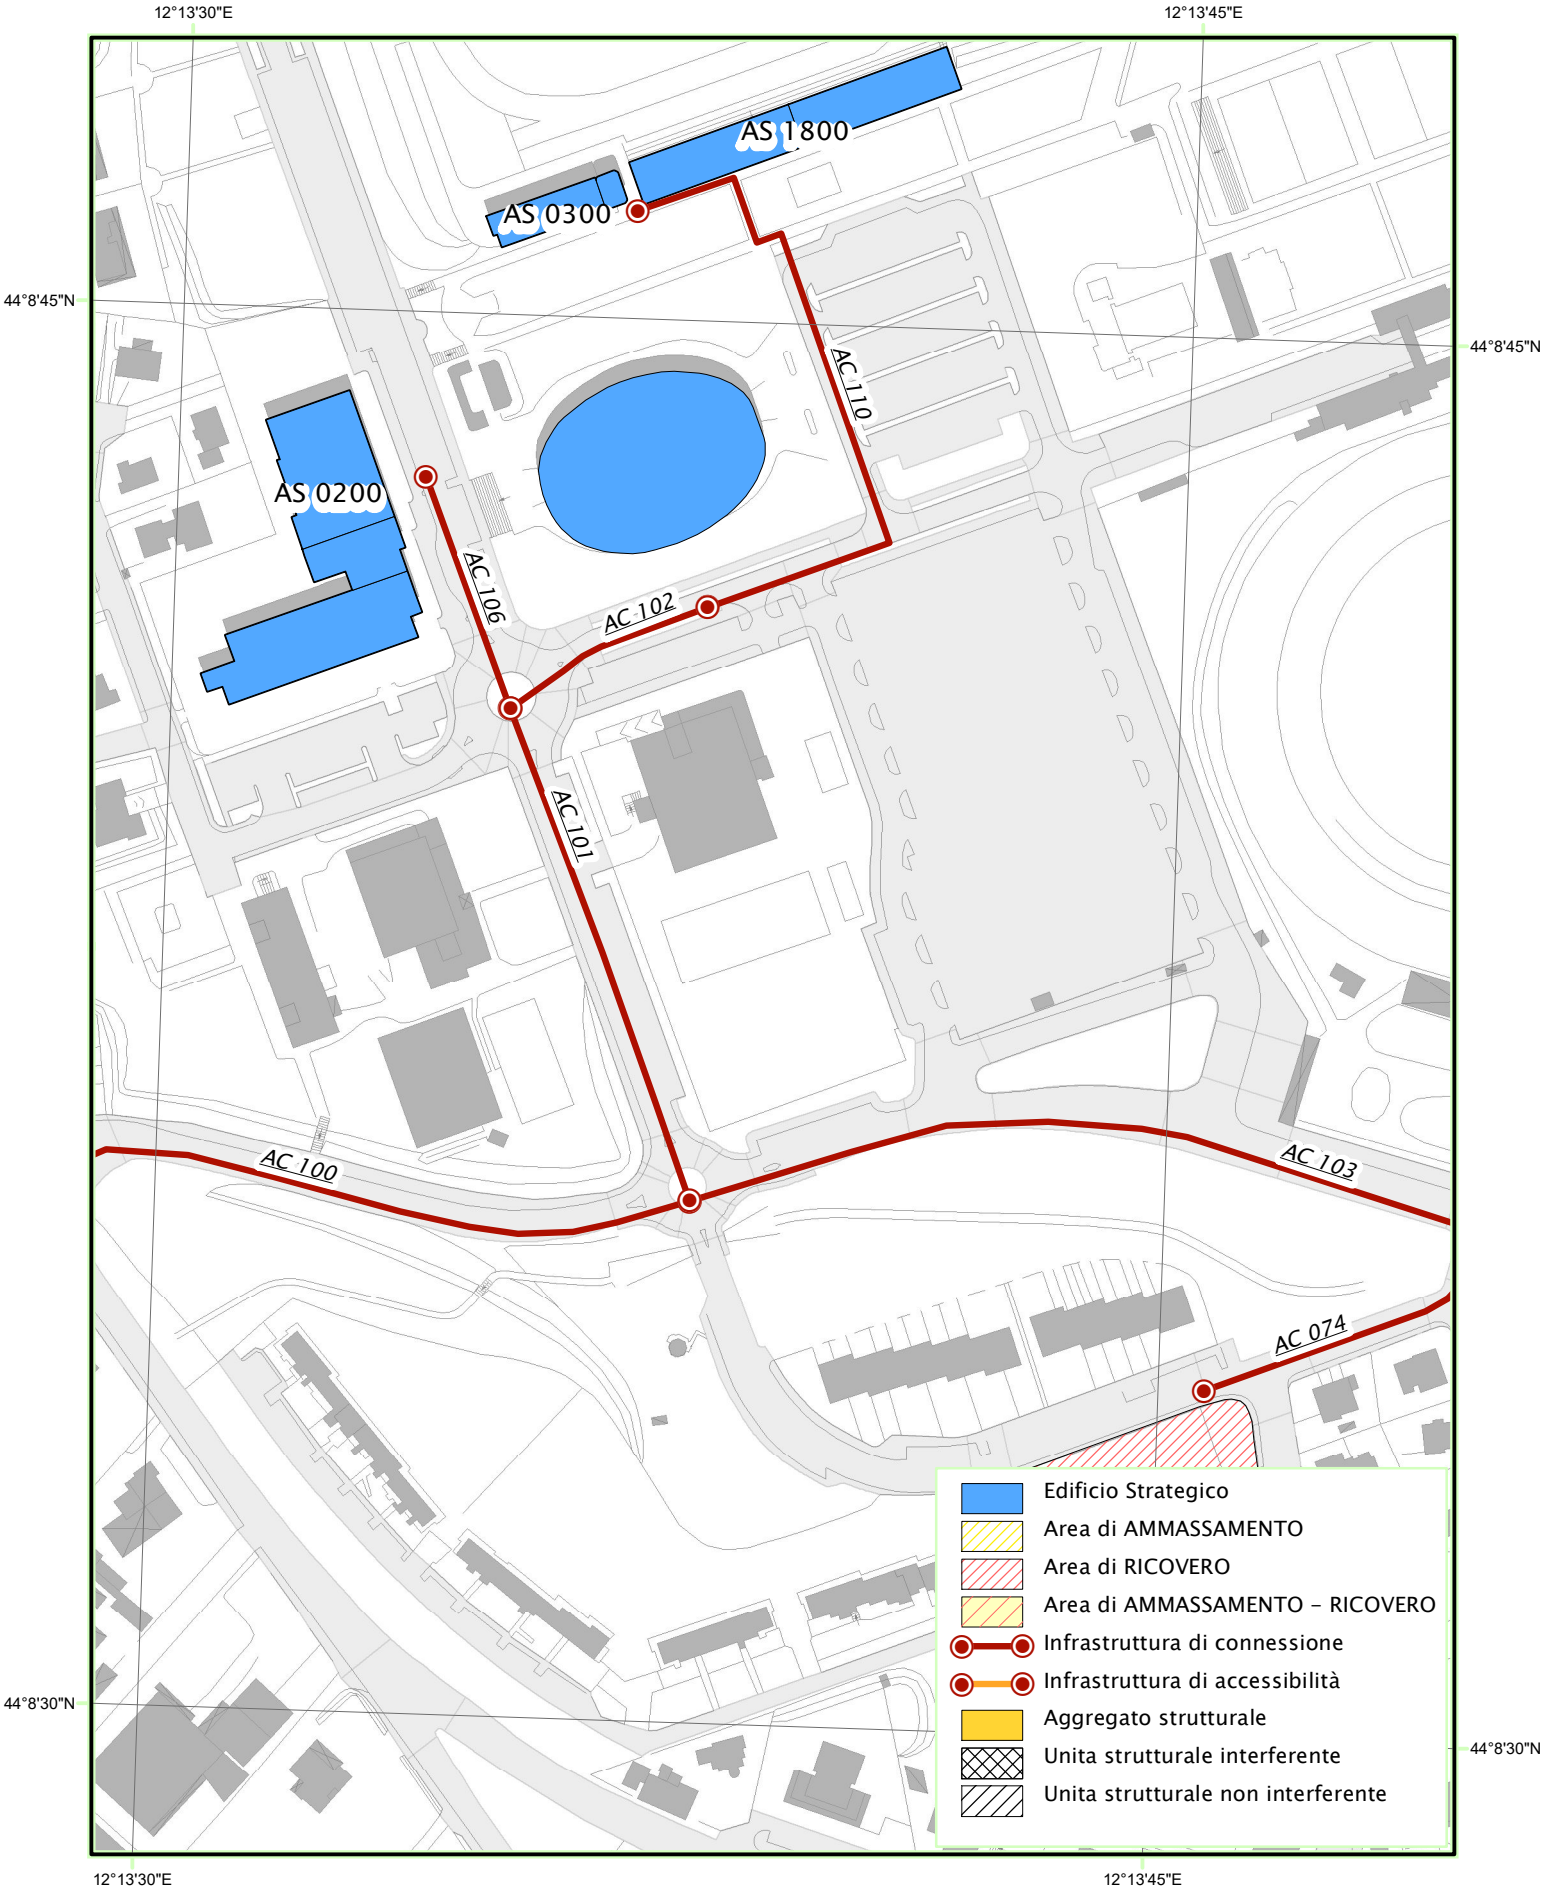 12°13'30"E
12°13'45"E
AS 1800
AS 0300
44°8'45"N
44°8'45"N
AC 110
AS 0200
AC 106
AC 102
AC 101
AC 100
AC 103
AC 074
Edificio Strategico
Area di AMMASSAMENTO
Area di RICOVERO
Area di AMMASSAMENTO - RICOVERO
Infrastruttura di connessione
Infrastruttura di accessibilità
Aggregato strutturale
Unita strutturale interferente
Unita strutturale non interferente
44°8'30"N
44°8'30"N
12°13'30"E
12°13'45"E